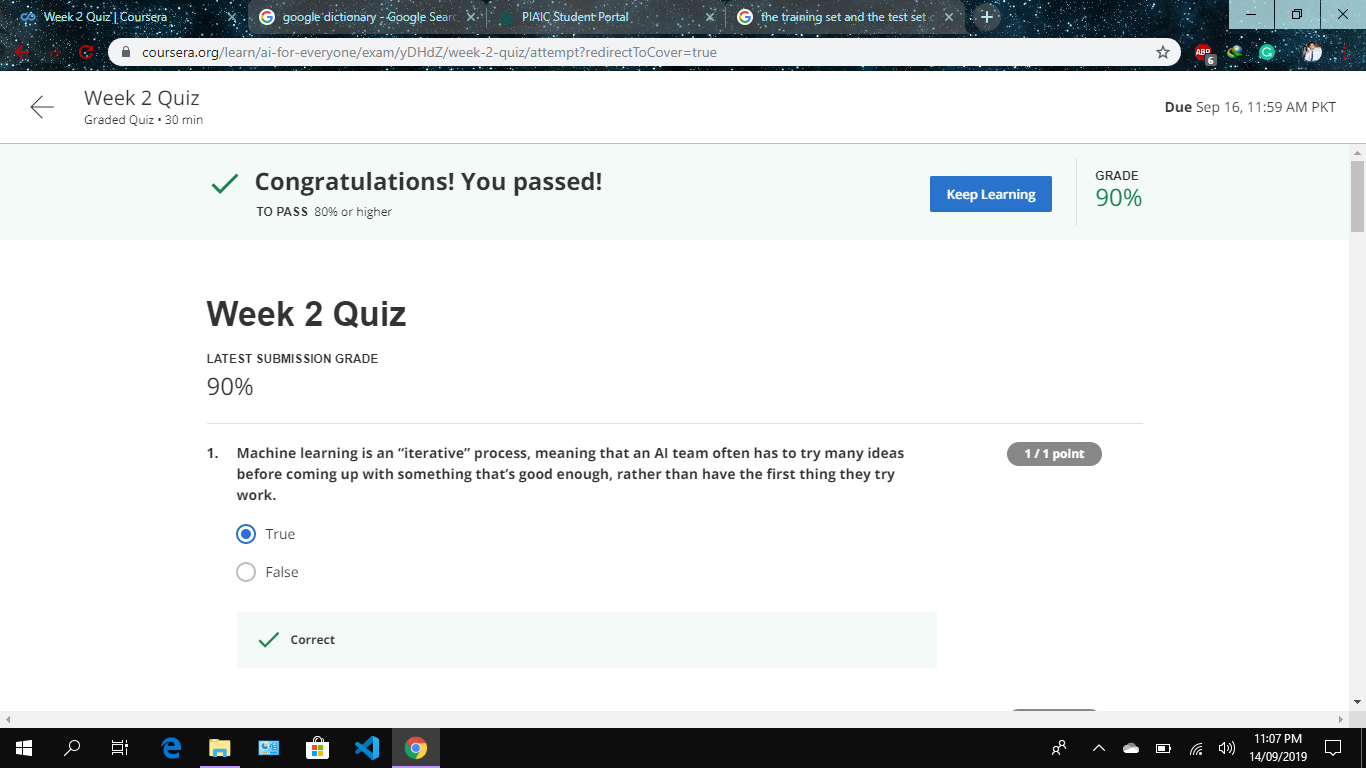 Week 2 Quiz | Coursera
google dictionary - Google Sear
PIAIC Student Portal
the training set and the test set
coursera.org/learn/ai-for-everyone/exam/yDHdZ/week-2-quiz/attempt?redirectToCover=true
ABP
6
Week 2 Quiz
Graded Quiz • 30 min
Due Sep 16, 11:59 AM PKT
Congratulations! You passed!
TO PASS 80% or higher
Keep Learning
GRADE
90%
Week 2 Quiz
LATEST SUBMISSION GRADE
90%
1. Machine learning is an “iterative” process, meaning that an AI team often has to try many ideas
before coming up with something that’s good enough, rather than have the first thing they try
work.
1 / 1 point
True
False
Correct
11:07 PM
14/09/2019